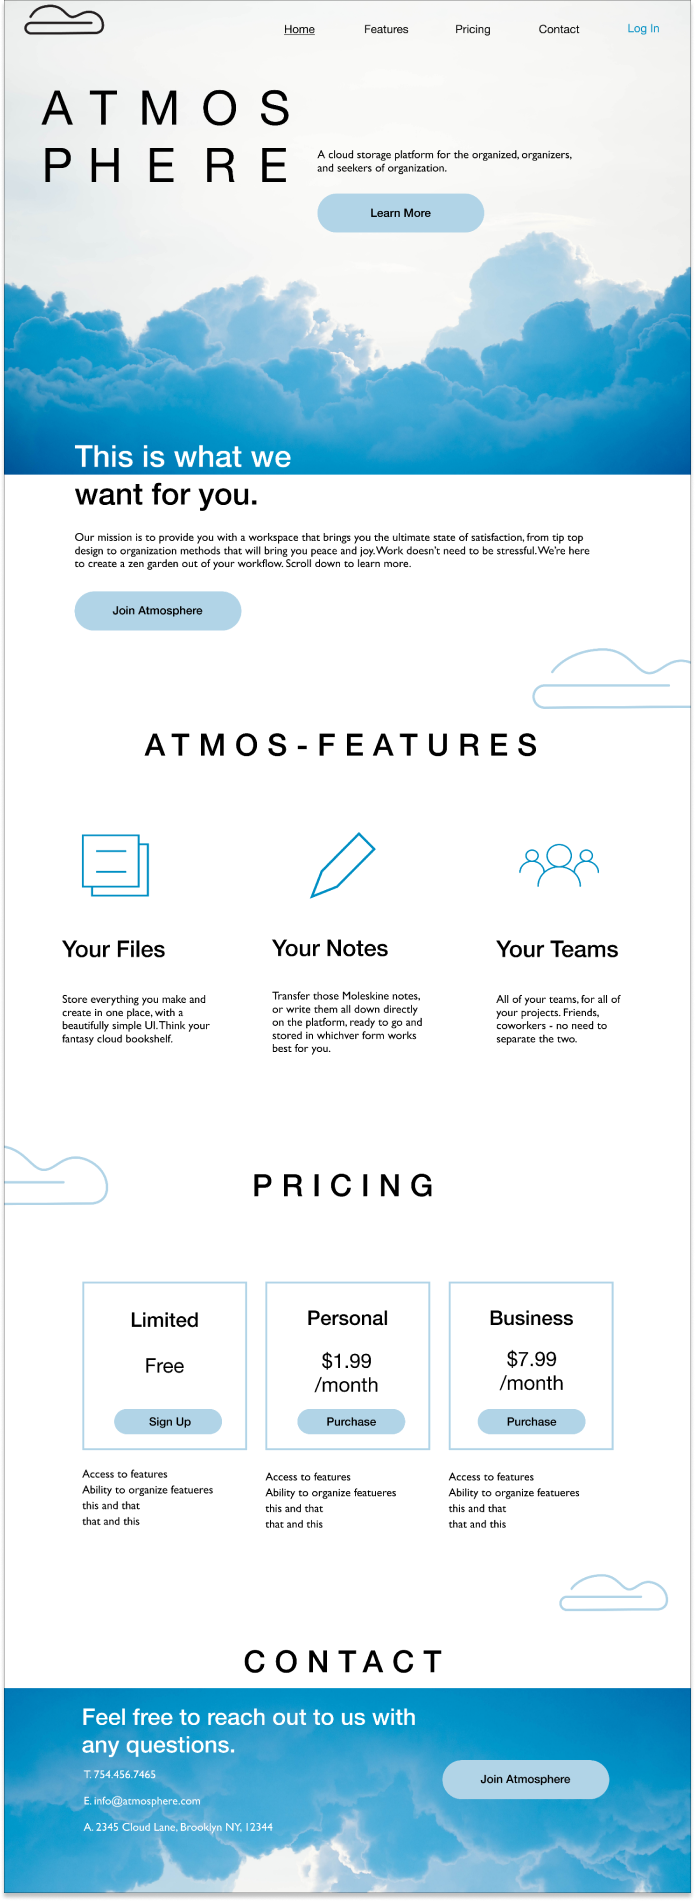 Home Features Pricing Contact Log In
ATMOS
PHERE
A cloud storage platform for the organized, organizers,
and seekers of organization.
Learn More
This is what we
want for you.
Our mission is to provide you with a workspace that brings you the ultimate state of satisfaction, from tip top
design to organization methods that will bring you peace and joy. Work doesn't need to be stressful. We're here
to create a zen garden out of your workflow. Scroll down to learn more.
Join Atmosphere
ATMOS-FEATURES
Your Files
Store everything you make and
create in one place, with a
beautifully simple UI. Think your
fantasy cloud bookshelf.
Your Notes
Transfer those Moleskine notes,
or write them all down directly
on the platform, ready to go and
stored in whichver form works
best for you.
Your Teams
All of your teams, for all of
your projects. Friends,
coworkers - no need to
separate the two.
PRICING
Limited
Free
Sign Up
Access to features
Ability to organize featueres
this and that
that and this
Personal
$1.99
/month
Purchase
Access to features
Ability to organize featueres
this and that
that and this
Business
$7.99
/month
Purchase
Access to features
Ability to organize featueres
this and that
that and this
CONTACT
Feel free to reach out to us with
any questions.
T. 754.456.7465
E. info@atmosphere.com
A. 2345 Cloud Lane, Brooklyn NY, 12344
Join Atmosphere